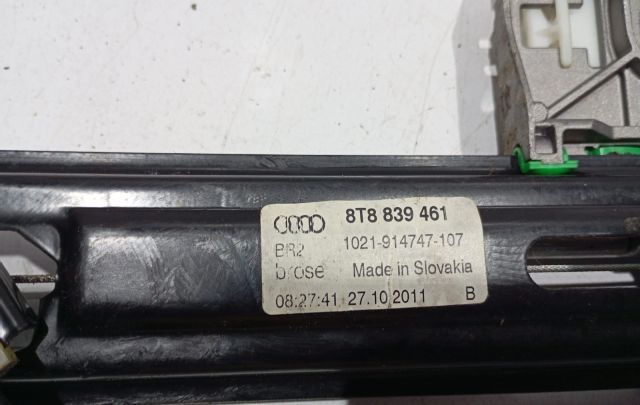 8T8 839 461
BR2 1021-914747-107
brose Made in Slovakia
08:27:41 27.10.2011 B